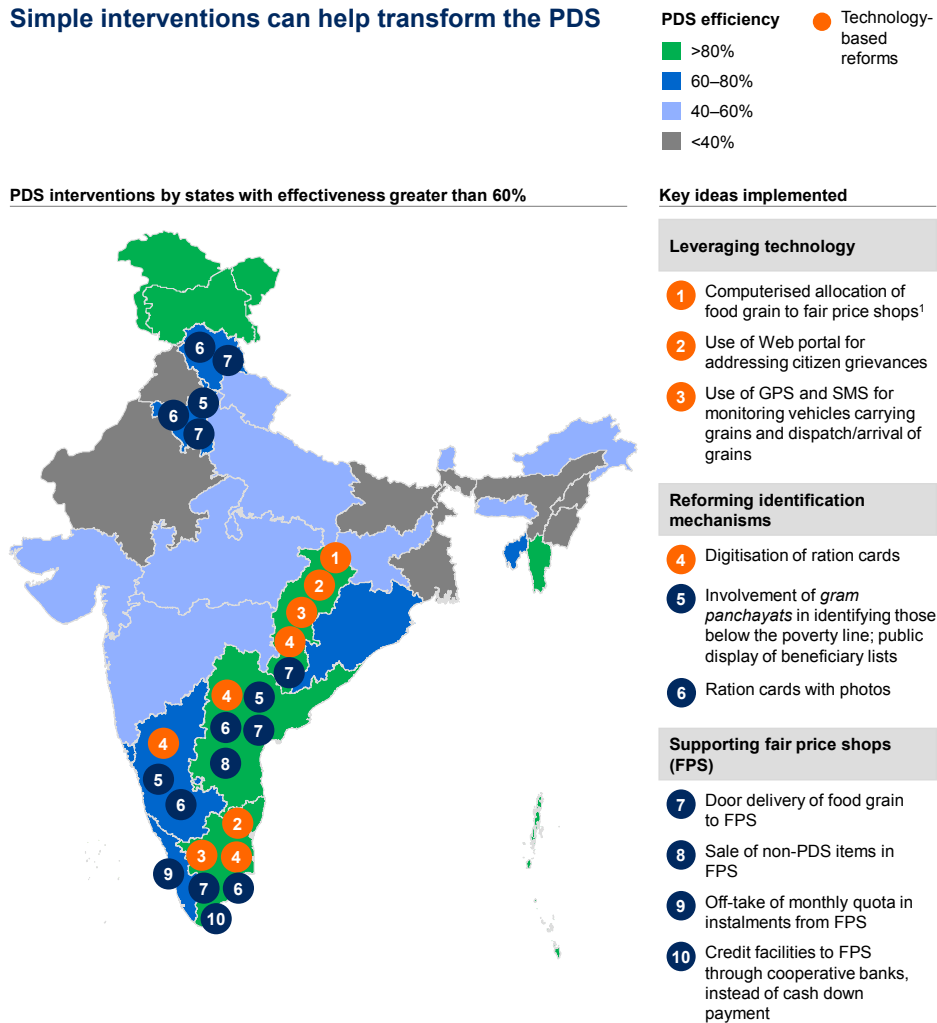 Simple interventions can help transform the PDS
PDS efficiency
>80%
60–80%
40–60%
<40%
Technology-
based
reforms
PDS interventions by states with effectiveness greater than 60%
6
7
5
6
7
1
2
3
4
7
4
5
6
7
8
4
5
6
2
3
4
9
7
6
10
Key ideas implemented
Leveraging technology
1 Computerised allocation of
food grain to fair price shops¹
2 Use of Web portal for
addressing citizen grievances
3 Use of GPS and SMS for
monitoring vehicles carrying
grains and dispatch/arrival of
grains
Reforming identification
mechanisms
4 Digitisation of ration cards
5 Involvement of gram
panchayats in identifying those
below the poverty line; public
display of beneficiary lists
6 Ration cards with photos
Supporting fair price shops
(FPS)
7 Door delivery of food grain
to FPS
8 Sale of non-PDS items in
FPS
9 Off-take of monthly quota in
instalments from FPS
10 Credit facilities to FPS
through cooperative banks,
instead of cash down
payment